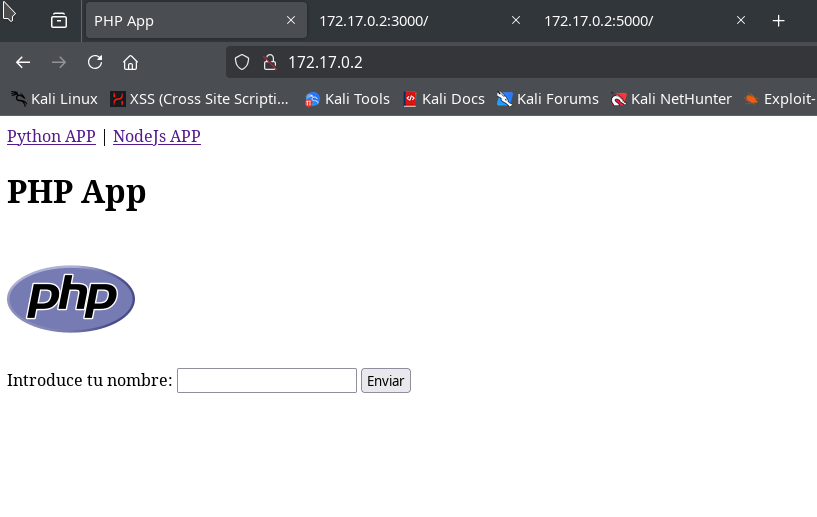 PHP App 172.17.0.2:3000/ 172.17.0.2:5000/
172.17.0.2
Kali Linux XSS (Cross Site Scripti... Kali Tools Kali Docs Kali Forums Kali NetHunter Exploit-
Python APP | NodeJs APP
PHP App
php
Introduce tu nombre: Enviar